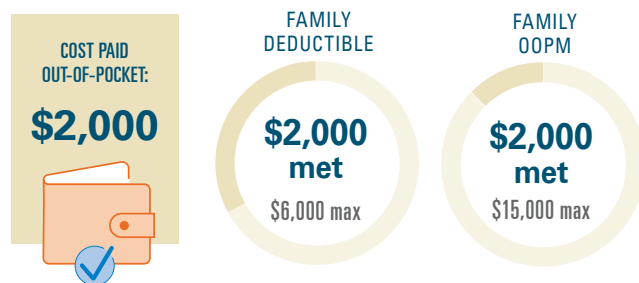 COST PAID
OUT-OF-POCKET:
$2,000
FAMILY
DEDUCTIBLE
$2,000
met
$6,000 max
FAMILY
OOPM
$2,000
met
$15,000 max